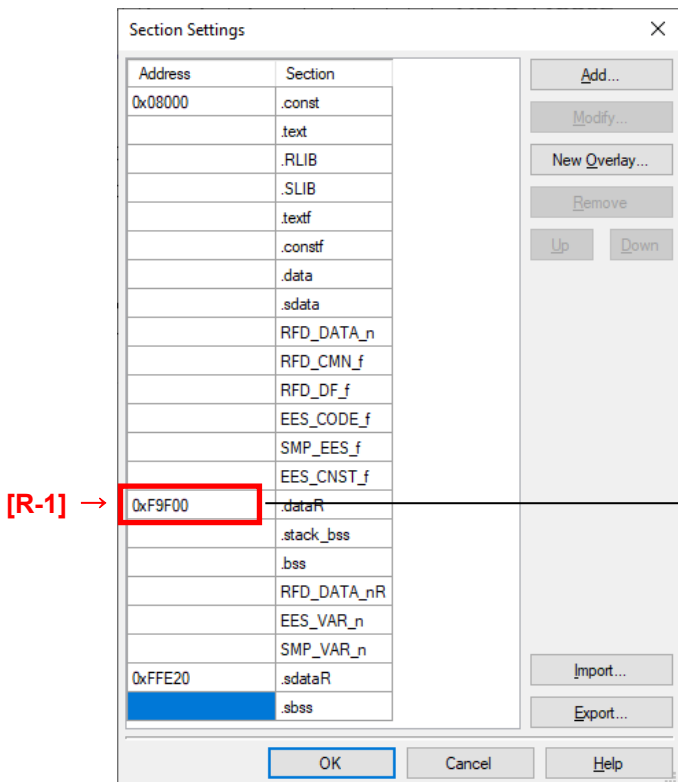 Section Settings
Address Section
0x08000 .const
.text
.RLIB
.SLIB
.textf
.constf
.data
.sdata
RFD_DATA_n
RFD_CMN_f
RFD_DF_f
EES_CODE_f
SMP_EES_f
EES_CNST_f
[R-1] → 0xF9F00 .dataR
.stack_bss
.bss
RFD_DATA_nR
EES_VAR_n
SMP_VAR_n
0xFFE20 .sdataR
.sbss
Add...
Modify...
New Overlay...
Remove
Up Down
Import...
Export...
OK Cancel Help